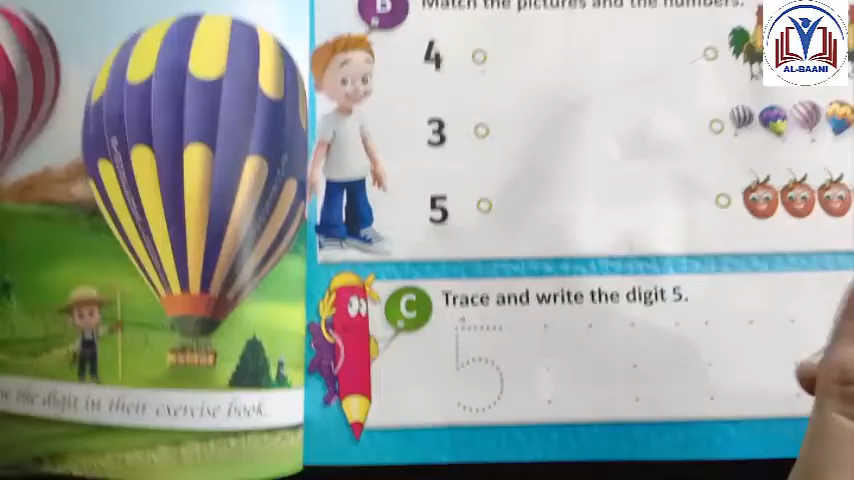 B
Match the pictures and the numbers.
4
3
5
AL-BAANI
C
Trace and write the digit 5.
5
the digit in their exercise book.